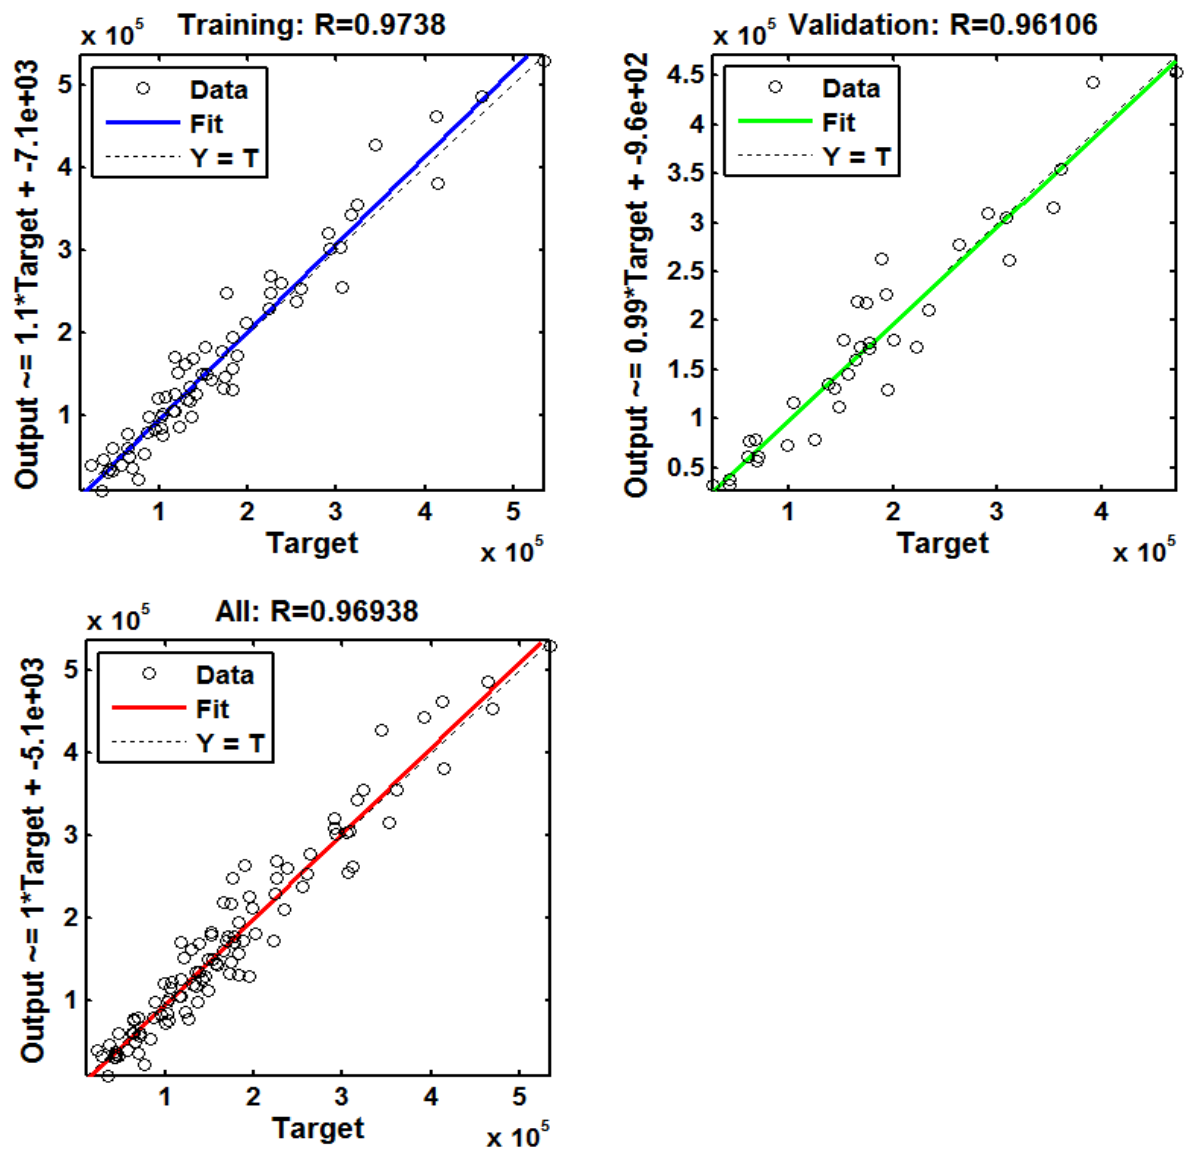 Training: R=0.9738
x 10^5
Output ~= 1.1*Target + -7.1e+03
Data
Fit
Y = T
5
4
3
2
1
1 2 3 4 5
Target
x 10^5
Validation: R=0.96106
x 10^5
Output ~= 0.99*Target + -9.6e+02
Data
Fit
Y = T
4.5
4
3.5
3
2.5
2
1.5
1
0.5
1 2 3 4
Target
x 10^5
All: R=0.96938
x 10^5
Output ~= 1*Target + -5.1e+03
Data
Fit
Y = T
5
4
3
2
1
1 2 3 4 5
Target
x 10^5